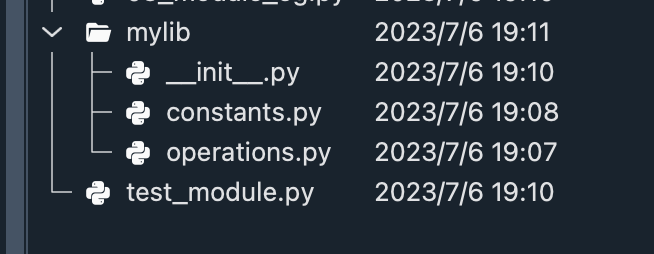 mylib 2023/7/6 19:11
__init__.py 2023/7/6 19:10
constants.py 2023/7/6 19:08
operations.py 2023/7/6 19:07
test_module.py 2023/7/6 19:10